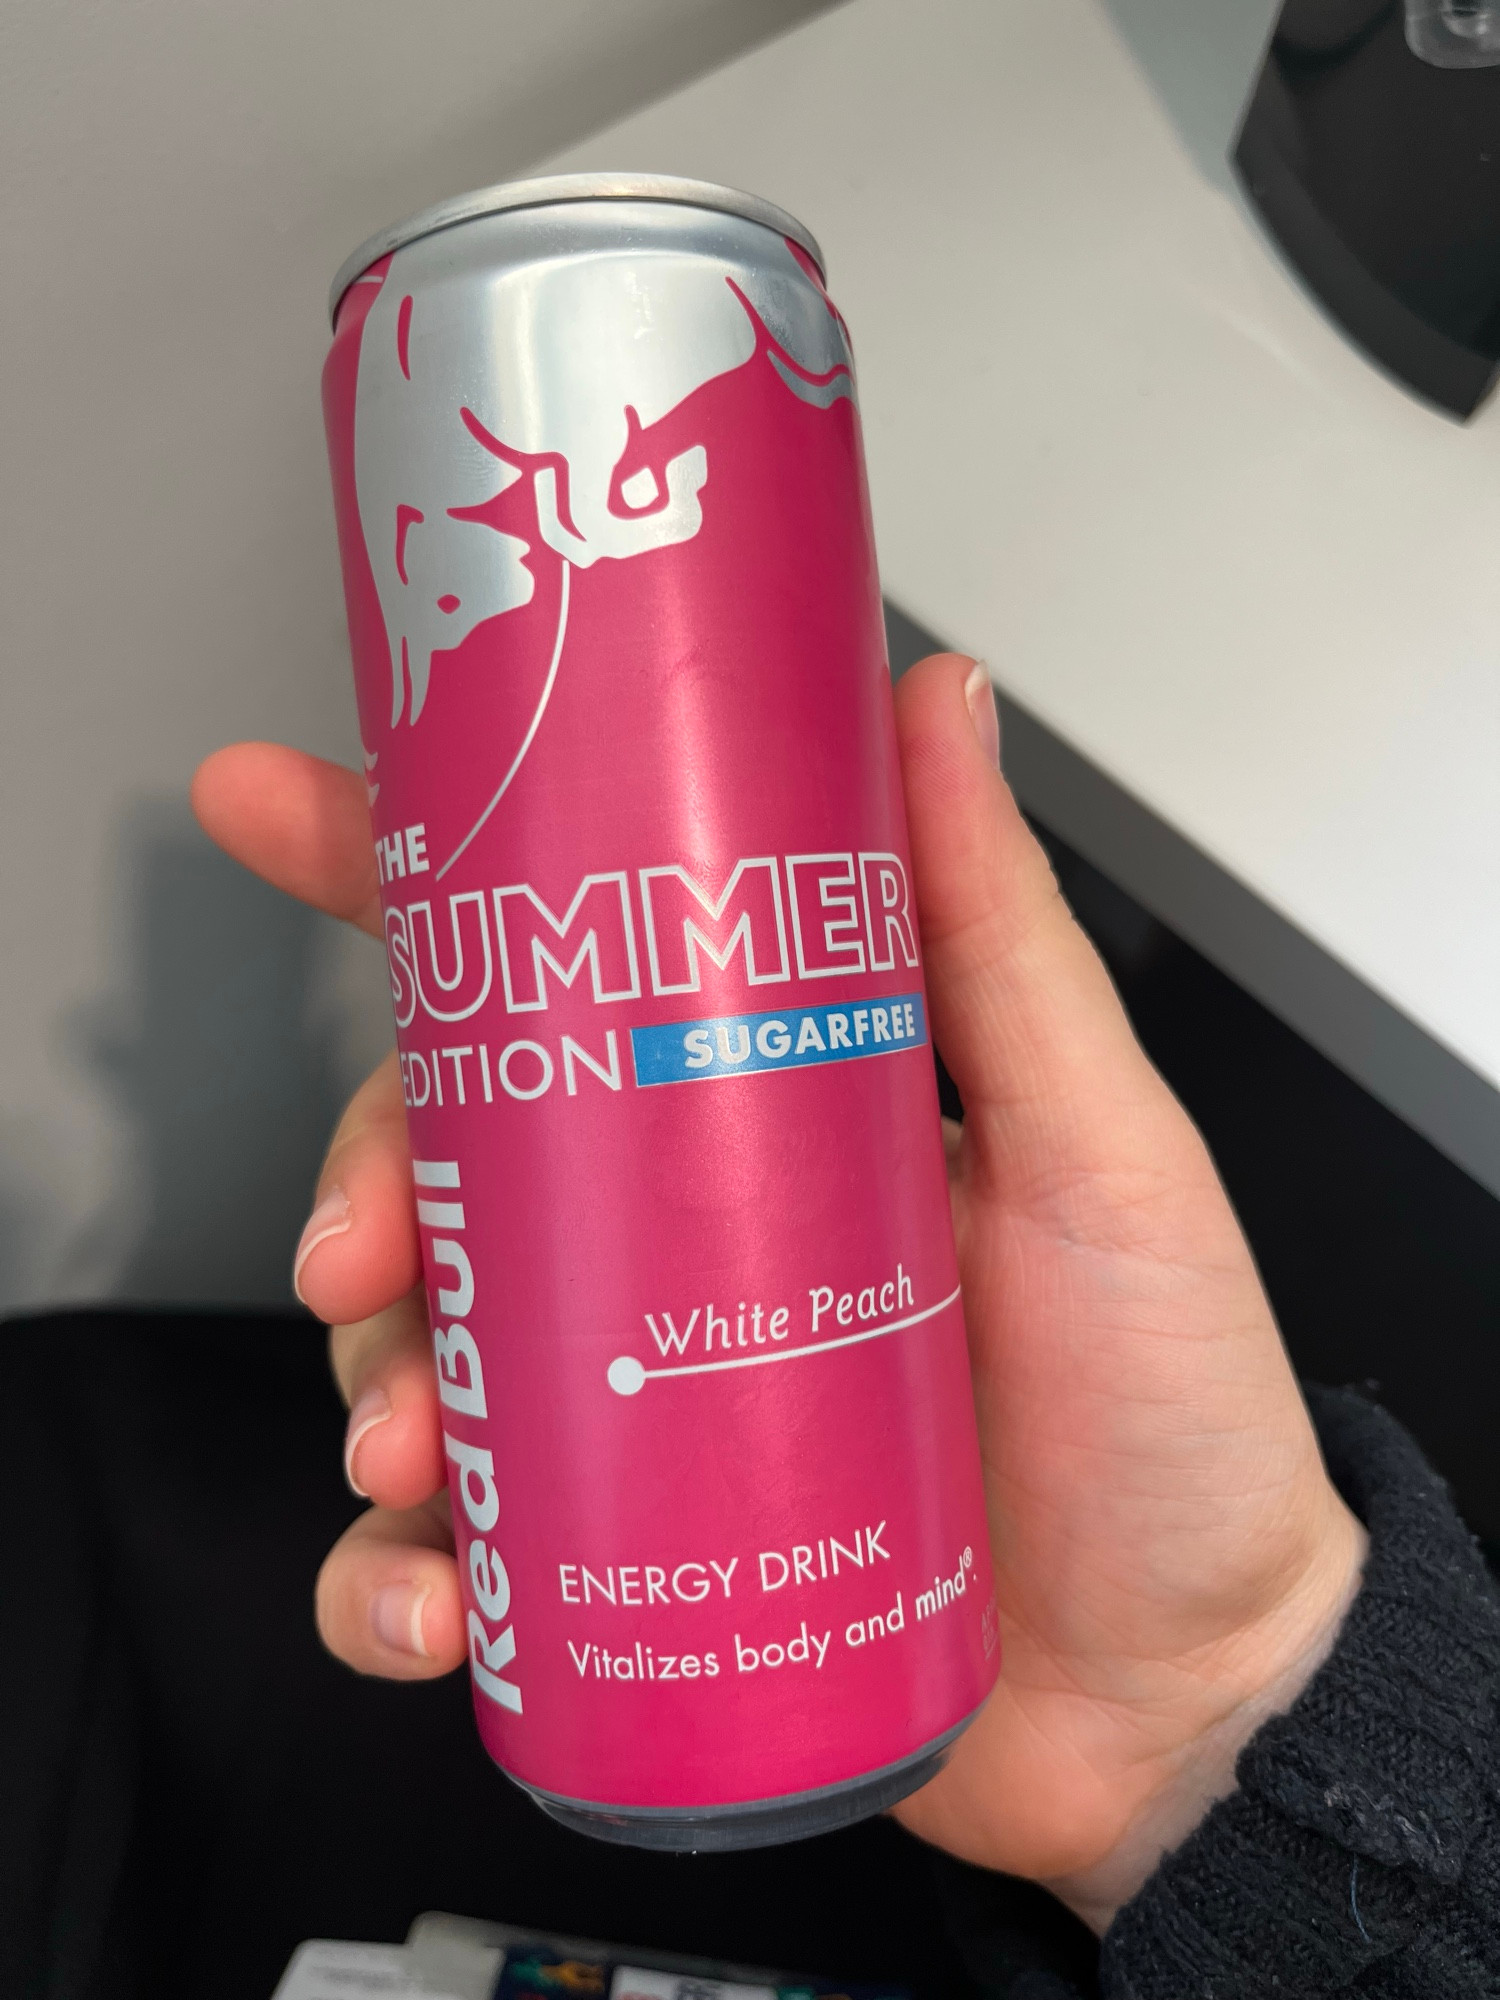 THE
SUMMER
EDITION SUGARFREE
Red Bull
White Peach
ENERGY DRINK
Vitalizes body and mind®.